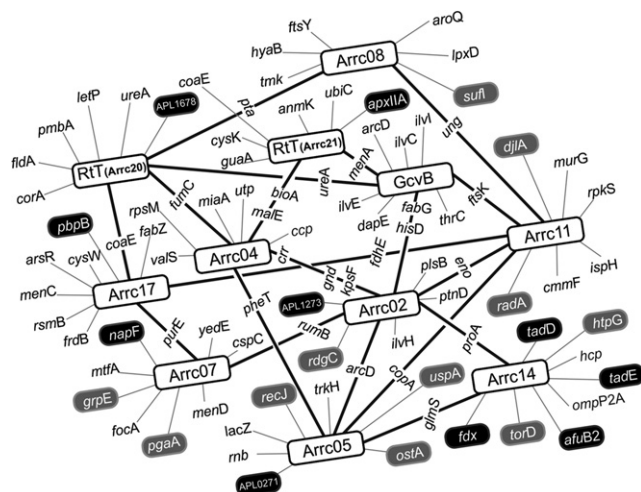 ftsY
aroQ
hyaB
Arrc08
lpxD
tmk
sufI
letP
ureA
coaE
pta
ubiC
anmK
apxIIA
ung
APL1678
pmbA
arcD
ilvI
djlA
cysK
RtT(Arrc21)
ilvC
murG
fldA
RtT(Arrc20)
guaA
menA
GcvB
rpkS
corA
ureA
ilvE
ftsK
fumC
miaA
utp
bioA
dapE
fabG
thrC
rpsM
malE
hisD
pbpB
fabZ
ccp
Arrc11
arsR
coaE
valS
Arrc04
crr
fdhE
cysW
plsB
eno
ispH
menC
Arrc17
gnd
kpsF
cmmF
rsmB
pheT
APL1273
Arrc02
ptnD
radA
frdB
napF
purE
yedE
rumB
ilvH
proA
tadD
htpG
cspC
rdgC
mtfA
Arrc07
arcD
copA
uspA
hcp
grpE
recJ
trkH
Arrc14
tadE
menD
glmS
ompP2A
focA
lacZ
pgaA
rnb
Arrc05
fdx
torD
afuB2
APL0271
ostA